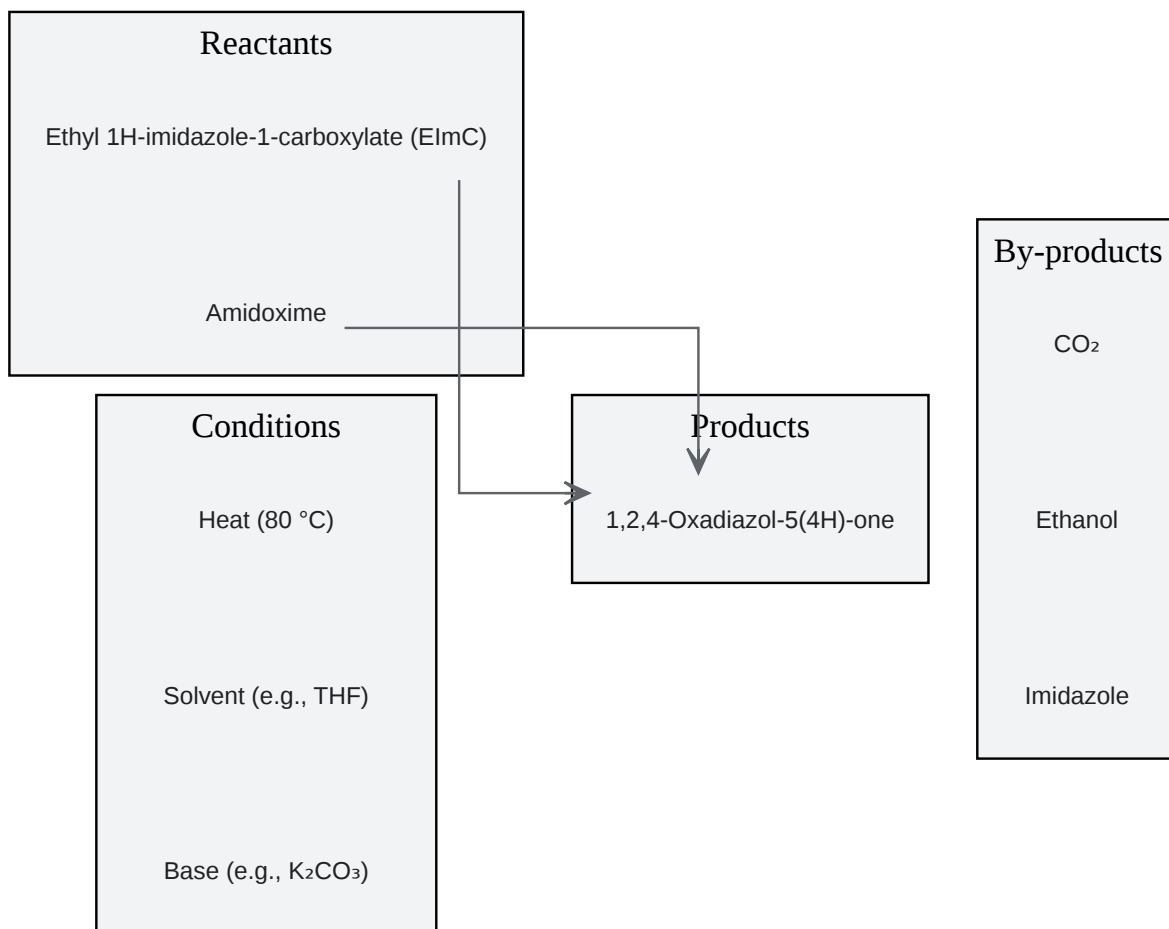 Reactants
Ethyl 1H-imidazole-1-carboxylate (EImC)
Amidoxime
Conditions
Heat (80 °C)
Solvent (e.g., THF)
Base (e.g., K₂CO₃)
Products
1,2,4-Oxadiazol-5(4H)-one
By-products
CO₂
Ethanol
Imidazole